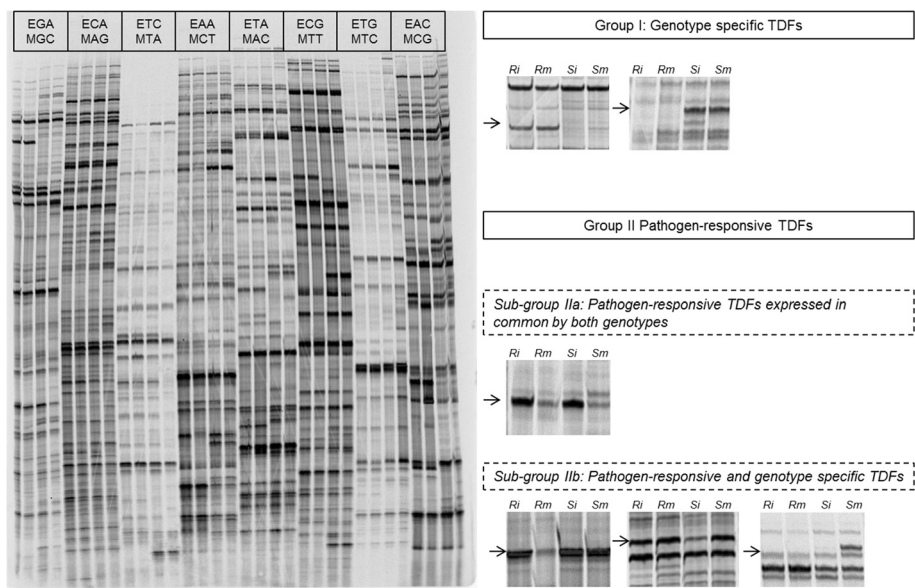 EGA ECA ETC EAA ETA ECG ETG EAC
MGC MAG MTA MCT MAC MTT MTC MCG
Group I: Genotype specific TDFs
Ri Rm Si Sm Ri Rm Si Sm
Group II Pathogen-responsive TDFs
Sub-group IIa: Pathogen-responsive TDFs expressed in
common by both genotypes
Ri Rm Si Sm
Sub-group IIb: Pathogen-responsive and genotype specific TDFs
Ri Rm Si Sm Ri Rm Si Sm Ri Rm Si Sm